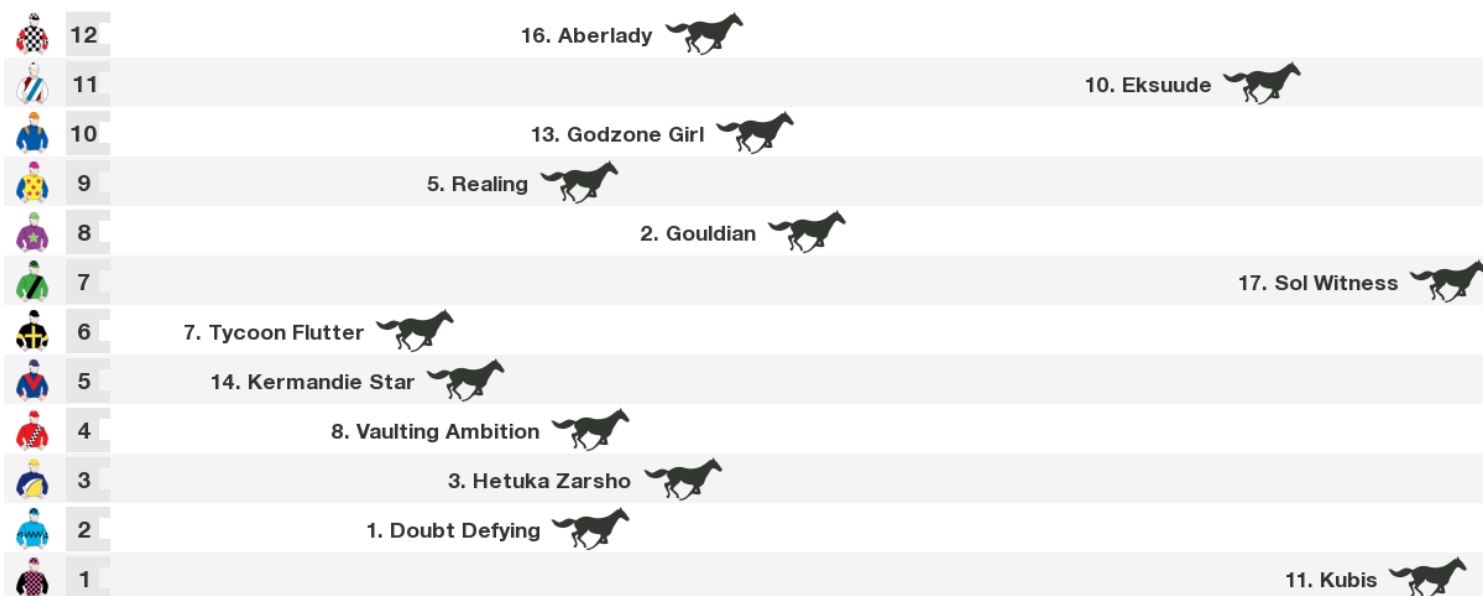 12 16. Aberlady
11 10. Eksuude
10 13. Godzone Girl
9 5. Realing
8 2. Gouldian
7 17. Sol Witness
6 7. Tycoon Flutter
5 14. Kermandie Star
4 8. Vaulting Ambition
3 3. Hetuka Zarsho
2 1. Doubt Defying
1 11. Kubis